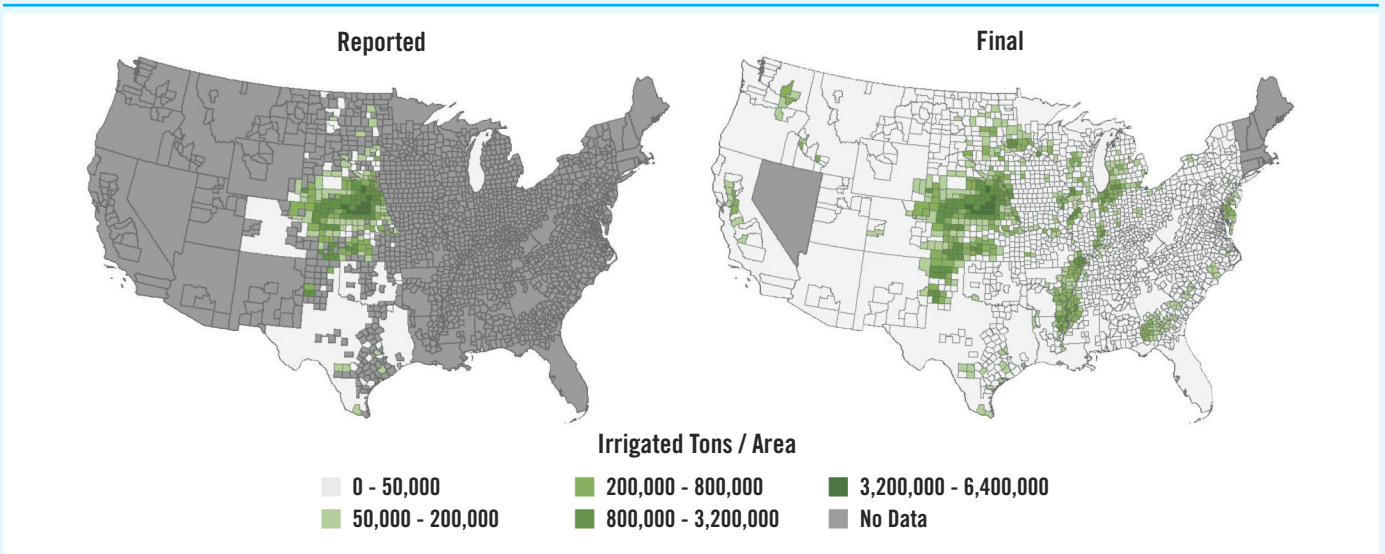 Reported
Final
Irrigated Tons / Area
0 - 50,000
200,000 - 800,000
3,200,000 - 6,400,000
50,000 - 200,000
800,000 - 3,200,000
No Data